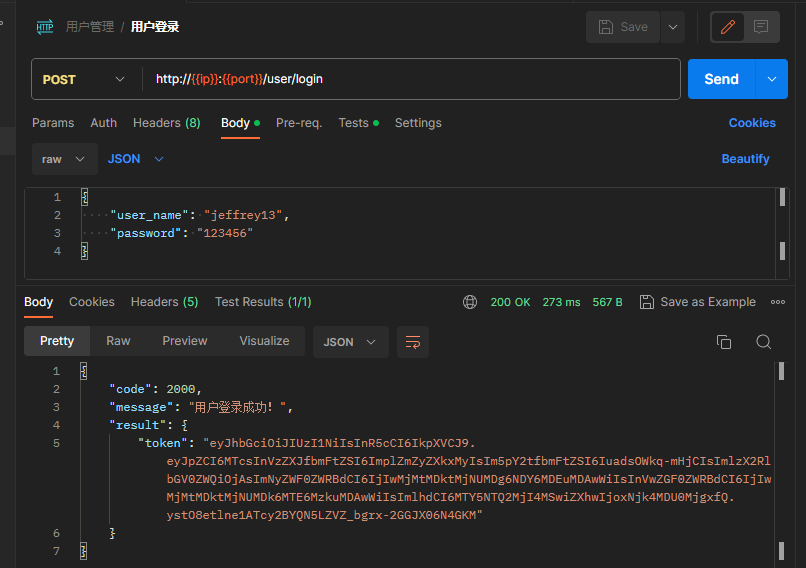 HTTP 用户管理 / 用户登录 Save
POST http://{{ip}}:{{port}}/user/login Send
Params Auth Headers (8) Body Pre-req. Tests Settings Cookies
raw JSON Beautify
1 {
2 "user_name": "jeffrey13",
3 "password": "123456"
4 }
Body Cookies Headers (5) Test Results (1/1) 200 OK 273 ms 567 B Save as Example
Pretty Raw Preview Visualize JSON
1 {
2 "code": 2000,
3 "message": "用户登录成功! ",
4 "result": {
5 "token": "eyJhbGciOiJIUzI1NiIsInR5cCI6IkpXVCJ9.
eyJpZCI6MTcsInVzZXJfbmFtZSI6ImplZmZyZXkxMyIsIm5pY2tfbmFtZSI6IuadsOWkq-mHjCIsImlzX2Rl
bGV0ZWQiOjAsImNyZWF0ZWRBdCI6IjIwMjMtMDktMjNUMDg6NDY6MDEuMDAwWiIsInVwZGF0ZWRBdCI6IjIw
MjMtMDktMjNUMDk6MTE6MzkuMDAwWiIsImlhdCI6MTY5NTQ2MjI4MSwiZXhwIjoxNjk4MDU0MjgxfQ.
ystO8etlne1ATcy2BYQN5LZVZ_bgrx-2GGJX06N4GKM"
6 }
7 }